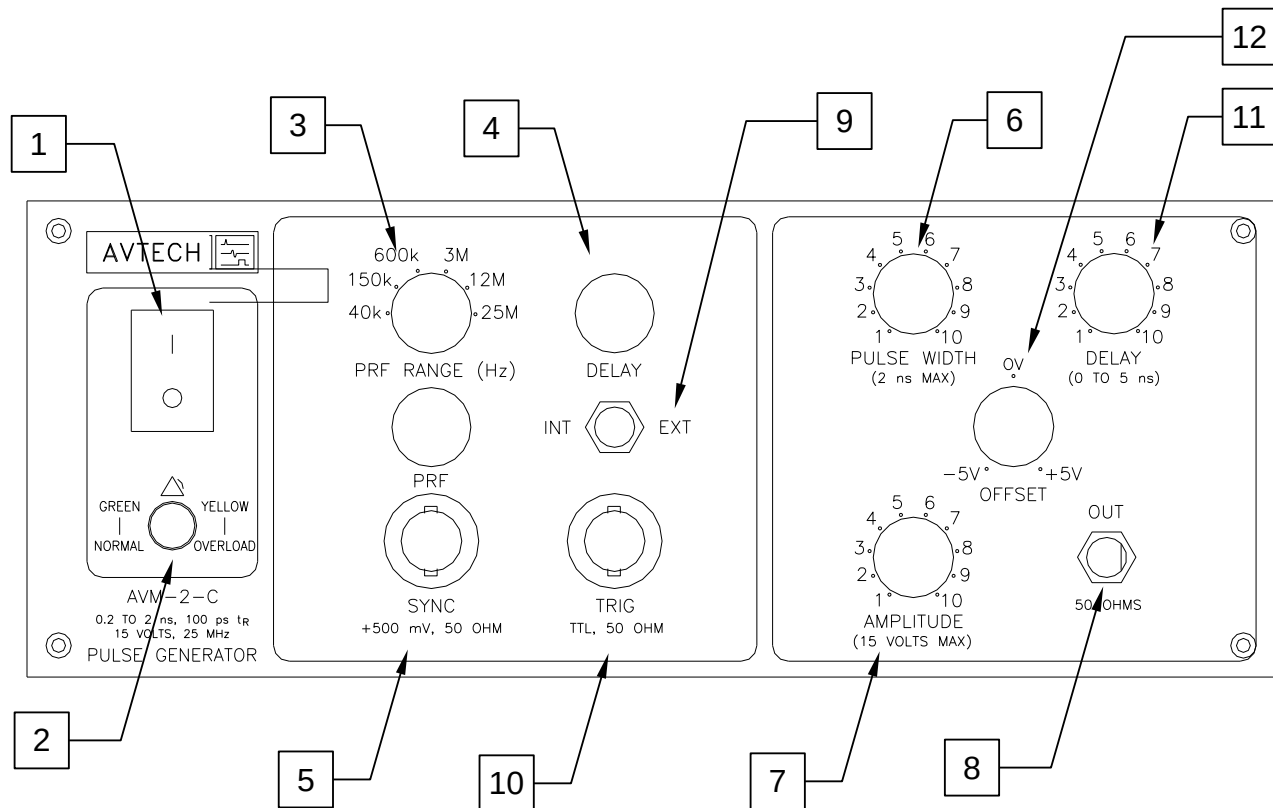 12
3
4
9
6
11
1
AVTECH
600k
3M
150k
12M
40k
25M
PRF RANGE (Hz)
DELAY
INT
EXT
PRF
SYNC
+500 mV, 50 OHM
TRIG
TTL, 50 OHM
I
O
GREEN
YELLOW
NORMAL
OVERLOAD
AVM-2-C
0.2 TO 2 ns, 100 ps tR
15 VOLTS, 25 MHz
PULSE GENERATOR
1 2 3 4 5 6 7 8 9 10
PULSE WIDTH
(2 ns MAX)
1 2 3 4 5 6 7 8 9 10
DELAY
(0 TO 5 ns)
0V
-5V
+5V
OFFSET
1 2 3 4 5 6 7 8 9 10
AMPLITUDE
(15 VOLTS MAX)
OUT
50 OHMS
2
5
10
7
8